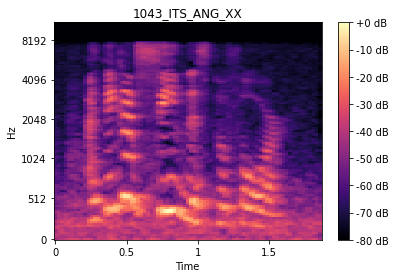 1043_ITS_ANG_XX
+0 dB
8192
-10 dB
4096
-20 dB
-30 dB
2048
Hz
-40 dB
1024
-50 dB
512
-60 dB
-70 dB
0
-80 dB
0 0.5 1 1.5
Time